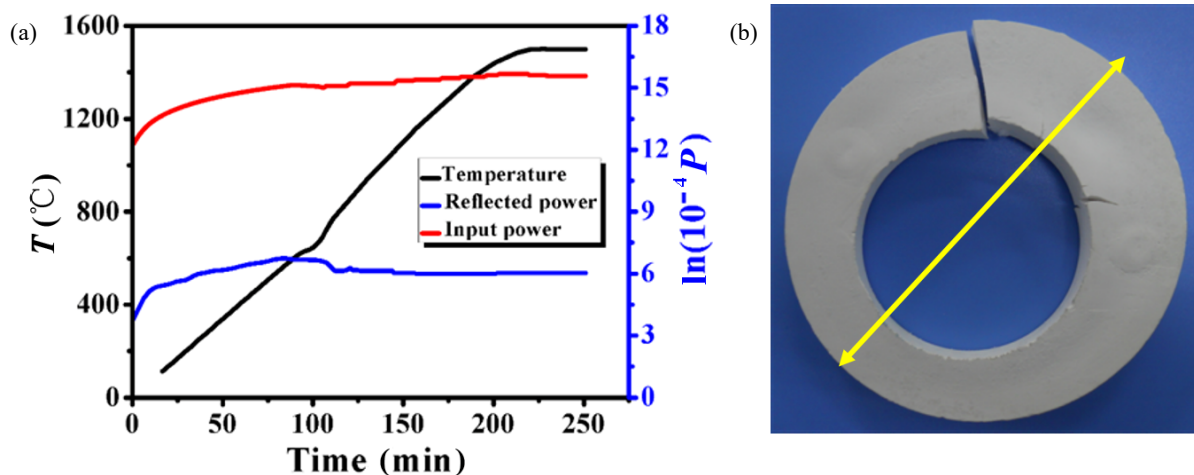 (a)
1600
1200
800
400
0
T (℃)
0 50 100 150 200 250
Time (min)
Temperature
Reflected power
Input power
18
15
12
9
6
3
0
ln(10⁻⁴ P)
(b)